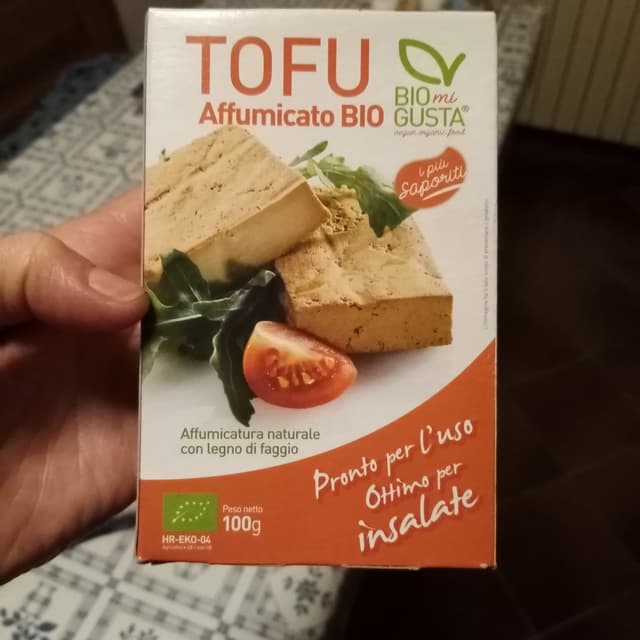 TOFU
Affumicato BIO
BIO mi
GUSTA®
vegan organic food
i più
saporiti
Affumicatura naturale
con legno di faggio
Pronto per l'uso
Ottimo per
insalate
Peso netto
100g
HR-EKO-04